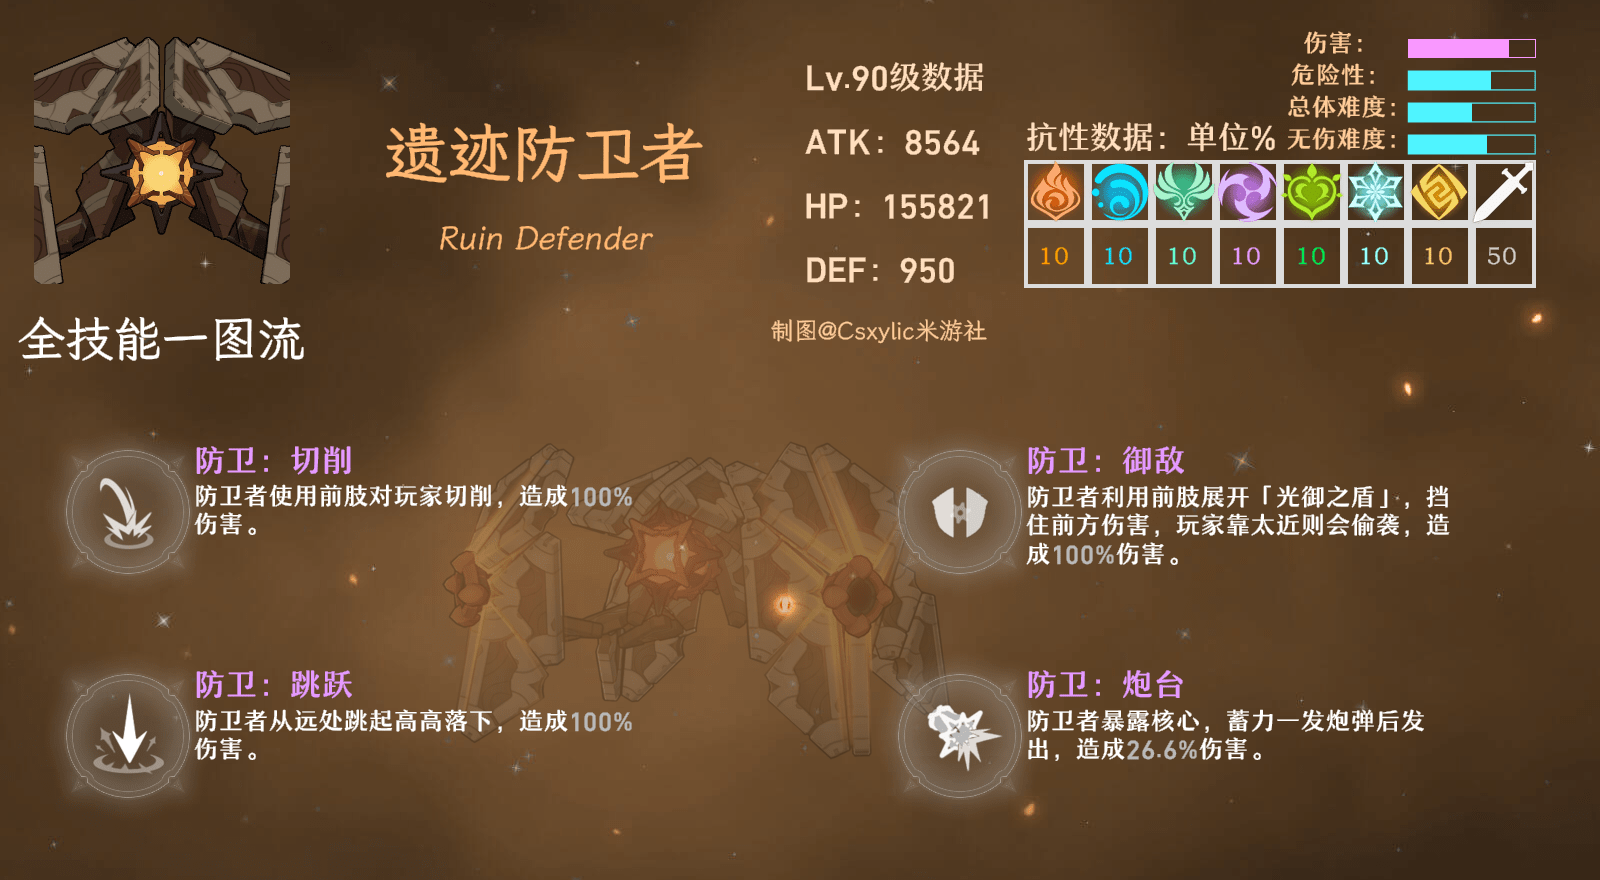 遗迹防卫者
Ruin Defender
全技能一图流
Lv.90级数据
ATK：8564
HP：155821
DEF：950
制图@Csxylic米游社
伤害：
危险性：
总体难度：
无伤难度：
抗性数据：单位%
10 10 10 10 10 10 10 50
防卫：切削
防卫者使用前肢对玩家切削，造成100%
伤害。
防卫：御敌
防卫者利用前肢展开「光御之盾」，挡
住前方伤害，玩家靠太近则会偷袭，造
成100%伤害。
防卫：跳跃
防卫者从远处跳起高高落下，造成100%
伤害。
防卫：炮台
防卫者暴露核心，蓄力一发炮弹后发
出，造成26.6%伤害。